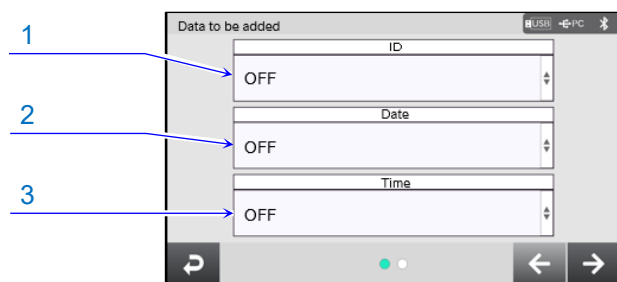 Data to be added
USB PC
1
ID
OFF
2
Date
OFF
3
Time
OFF